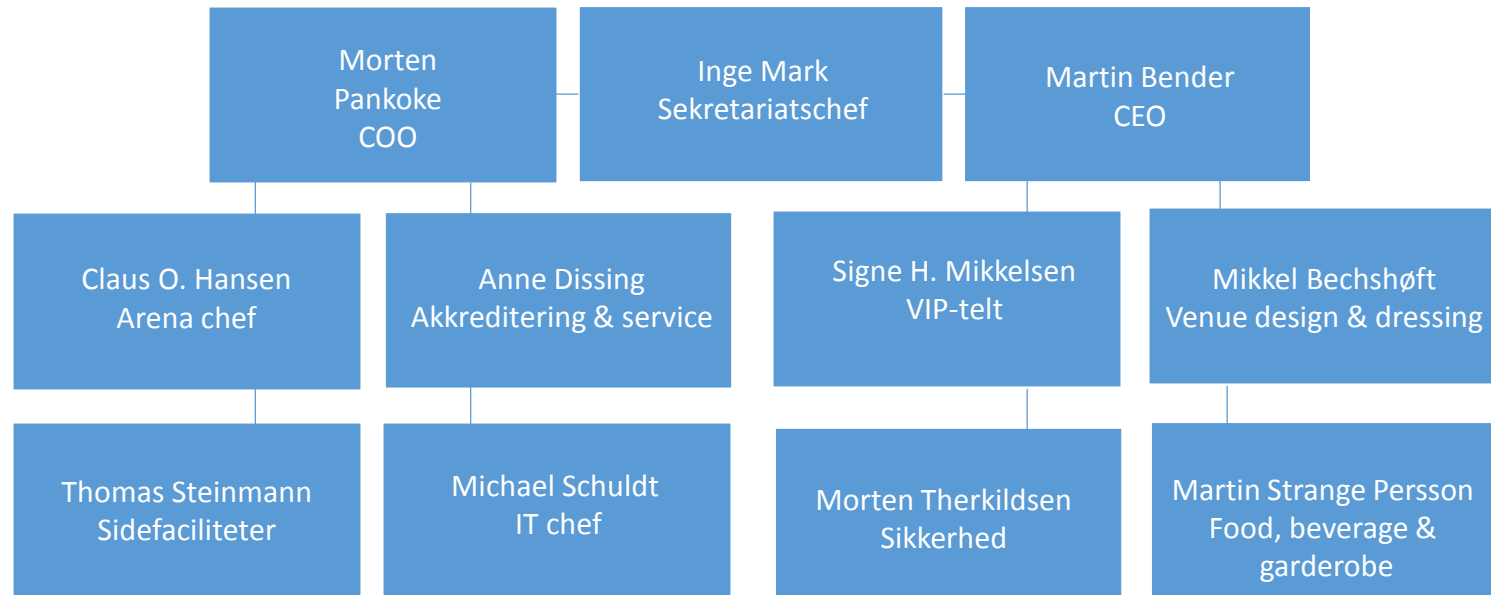 Morten
Pankoke
COO
Inge Mark
Sekretariatschef
Martin Bender
CEO
Claus O. Hansen
Arena chef
Anne Dissing
Akkreditering & service
Signe H. Mikkelsen
VIP-telt
Mikkel Bechshøft
Venue design & dressing
Thomas Steinmann
Sidefaciliteter
Michael Schuldt
IT chef
Morten Therkildsen
Sikkerhed
Martin Strange Persson
Food, beverage &
garderobe